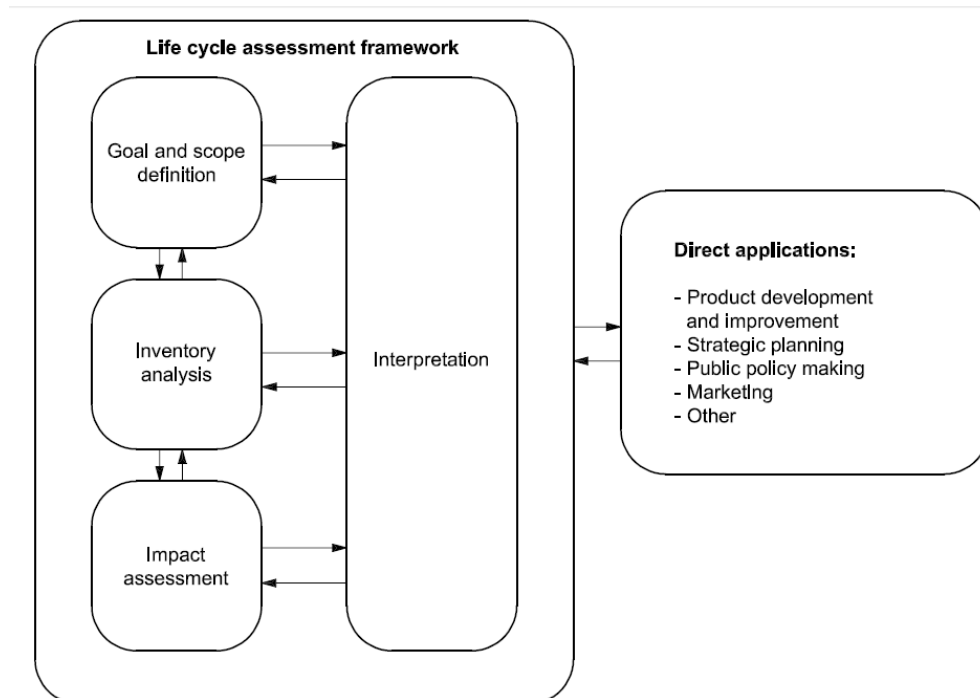 Life cycle assessment framework
Goal and scope
definition
Inventory
analysis
Impact
assessment
Interpretation
Direct applications:
- Product development
and improvement
- Strategic planning
- Public policy making
- Marketing
- Other